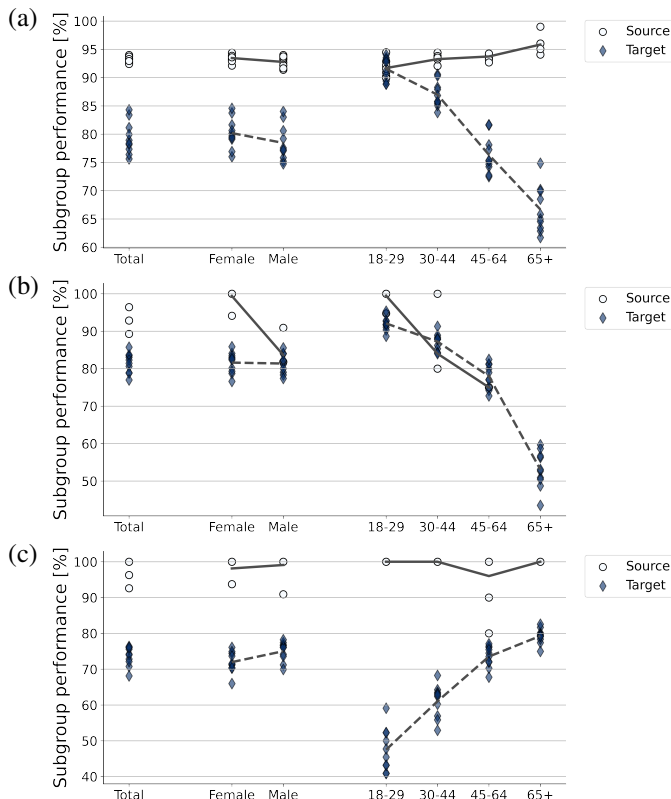 (a)
Subgroup performance [%]
100
95
90
85
80
75
70
65
60
Total Female Male 18-29 30-44 45-64 65+
Source
Target
(b)
Subgroup performance [%]
100
90
80
70
60
50
Total Female Male 18-29 30-44 45-64 65+
Source
Target
(c)
Subgroup performance [%]
100
90
80
70
60
50
40
Total Female Male 18-29 30-44 45-64 65+
Source
Target